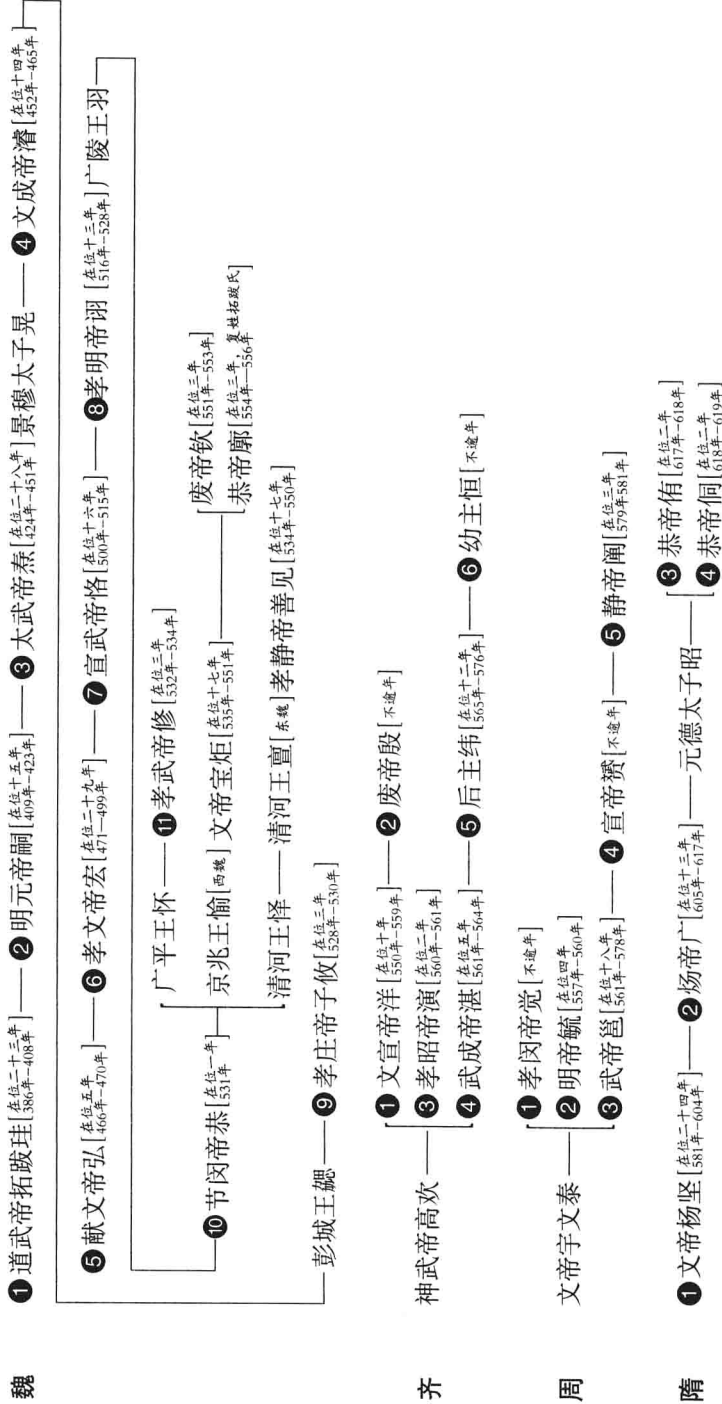 魏
❶道武帝拓跋珪[在位二十三年 386年–408年]——❷明元帝嗣[在位十五年 409年–423年]——❸太武帝焘[在位二十八年 424年–451年]景穆太子晃——❹文成帝濬[在位十四年 452年–465年]
❺献文帝弘[在位五年 466年–470年]——❻孝文帝宏[在位二十九年 471—499年]——❼宣武帝恪[在位十六年 500年–515年]——❽孝明帝诩[在位十三年 516年–528年]广陵王羽
❿节闵帝恭[在位一年 531年]
广平王怀——⓫孝武帝修[在位三年 532年–534年]
京兆王愉[西魏]文帝宝炬[在位十七年 535年–551年]
废帝钦[在位三年 551年–553年]
恭帝廓[在位三年，复姓拓跋氏 554年—556年]
清河王怿——清河王亶[东魏]孝静帝善见[在位十七年 534年–550年]
彭城王勰——❾孝庄帝子攸[在位三年 528年–530年]
齐
神武帝高欢
❶文宣帝洋[在位十年 550年–559年]——❷废帝殷[不逾年]
❸孝昭帝演[在位二年 560年–561年]
❹武成帝湛[在位五年 561年–564年]——❺后主纬[在位十二年 565年–576年]——❻幼主恒[不逾年]
周
文帝宇文泰
❶孝闵帝觉[不逾年]
❷明帝毓[在位四年 557年–560年]
❸武帝邕[在位十八年 561年–578年]——❹宣帝赟[不逾年]——❺静帝阐[在位三年 579年581年]
隋
❶文帝杨坚[在位二十四年 581年–604年]——❷炀帝广[在位十三年 605年–617年]——元德太子昭
❸恭帝侑[在位二年 617年–618年]
❹恭帝侗[在位二年 618年–619年]